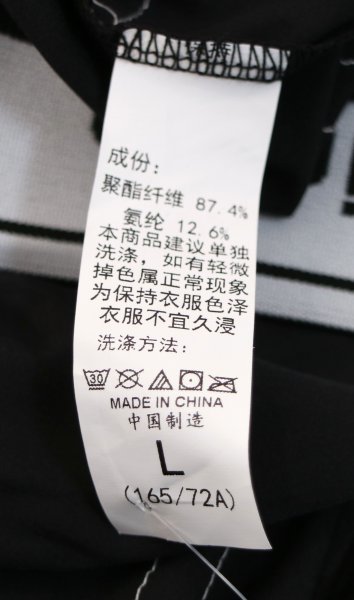 成份:
聚酯纤维 87.4%
氨纶 12.6%
本商品建议单独
洗涤，如有轻微
掉色属正常现象
为保持衣服色泽
衣服不宜久浸
洗涤方法:
30
MADE IN CHINA
中国制造
L
(165/72A)